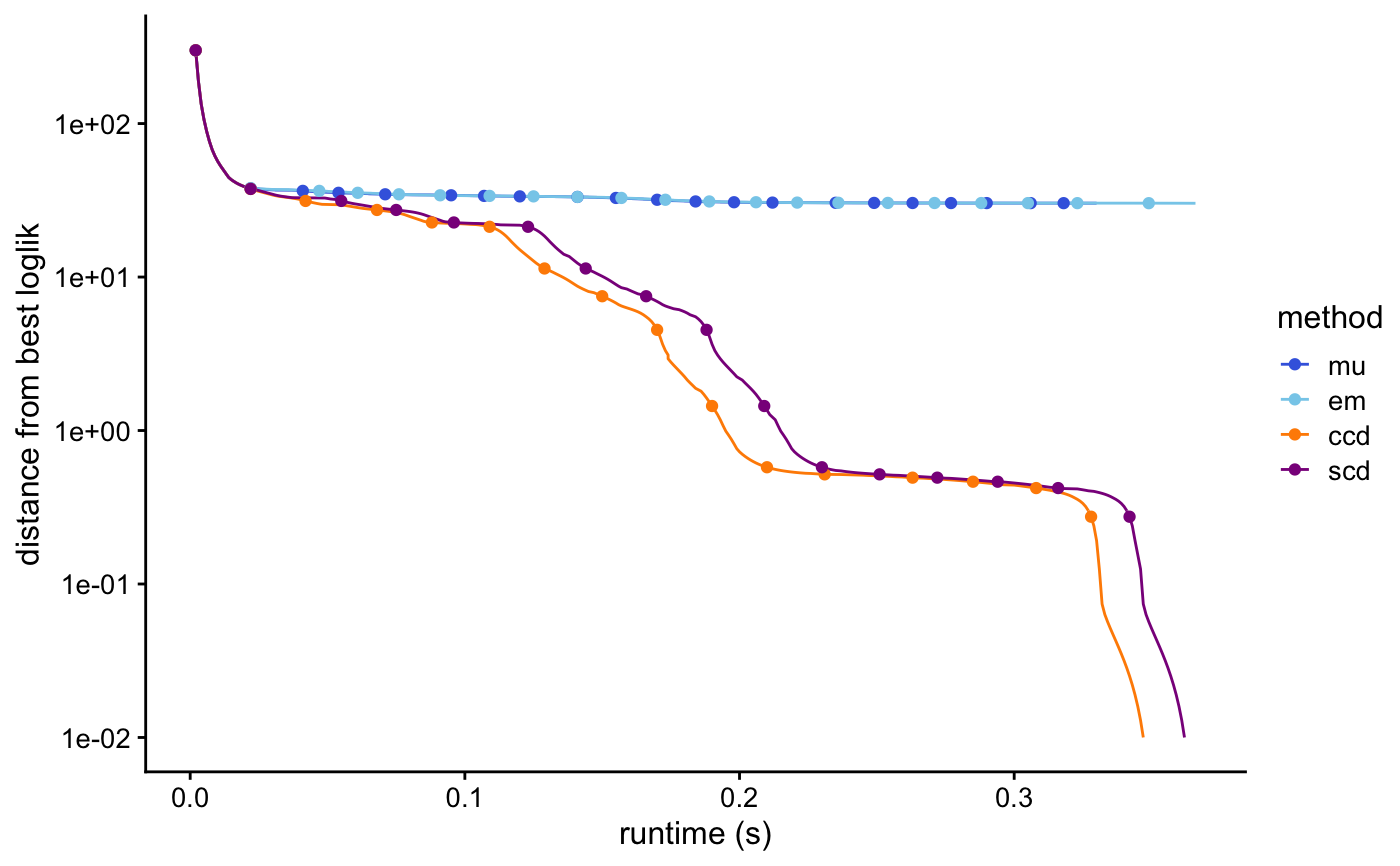 distance from best loglik
1e+02
1e+01
1e+00
1e-01
1e-02
0.0
0.1
0.2
0.3
runtime (s)
method
mu
em
ccd
scd